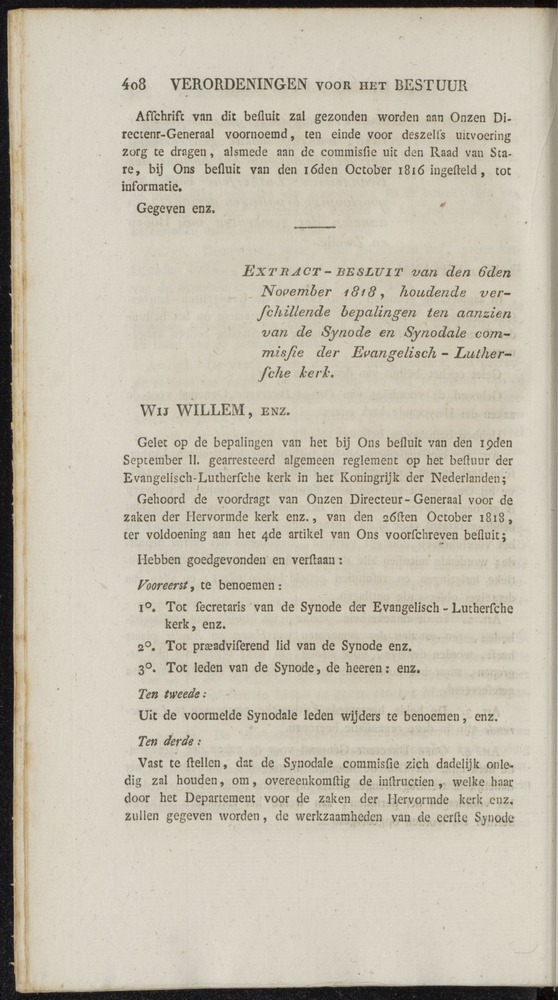 408 VERORDENINGEN VOOR HET BESTUUR
Afſchrift van dit beſluit zal gezonden worden aan Onzen Di-
rectenr-Generaal voornoemd, ten einde voor deszelfs uitvoering
zorg te dragen, alsmede aan de commisſie uit den Raad van Sta-
re, bij Ons beſluit van den 16den October 1816 ingeſteld, tot
informatie.
Gegeven enz.
EXTRACT-BESLUIT van den 6den
November 1818, houdende ver-
ſchillende bepalingen ten aanzien
van de Synode en Synodale com-
misſie der Evangelisch-Luther-
ſche kerk.
WIJ WILLEM, ENZ.
Gelet op de bepalingen van het bij Ons beſluit van den 19den
September ll. gearresteerd algemeen reglement op het beſtuur der
Evangelisch-Lutherſche kerk in het Koningrijk der Nederlanden;
Gehoord de voordragt van Onzen Directeur-Generaal voor de
zaken der Hervormde kerk enz., van den 26ſten October 1818,
ter voldoening aan het 4de artikel van Ons voorſchreven beſluit;
Hebben goedgevonden en verſtaan:
Vooreerst, te benoemen:
1º. Tot ſecretaris van de Synode der Evangelisch-Lutherſche
kerk, enz.
2º. Tot præadviſerend lid van de Synode enz.
3º. Tot leden van de Synode, de heeren: enz.
Ten tweede:
Uit de voormelde Synodale leden wijders te benoemen, enz.
Ten derde:
Vast te ſtellen, dat de Synodale commisſie zich dadelijk onle-
dig zal houden, om, overeenkomſtig de inſtructien, welke haar
door het Departement voor de zaken der Hervormde kerk enz.
zullen gegeven worden, de werkzaamheden van de eerſte Synode